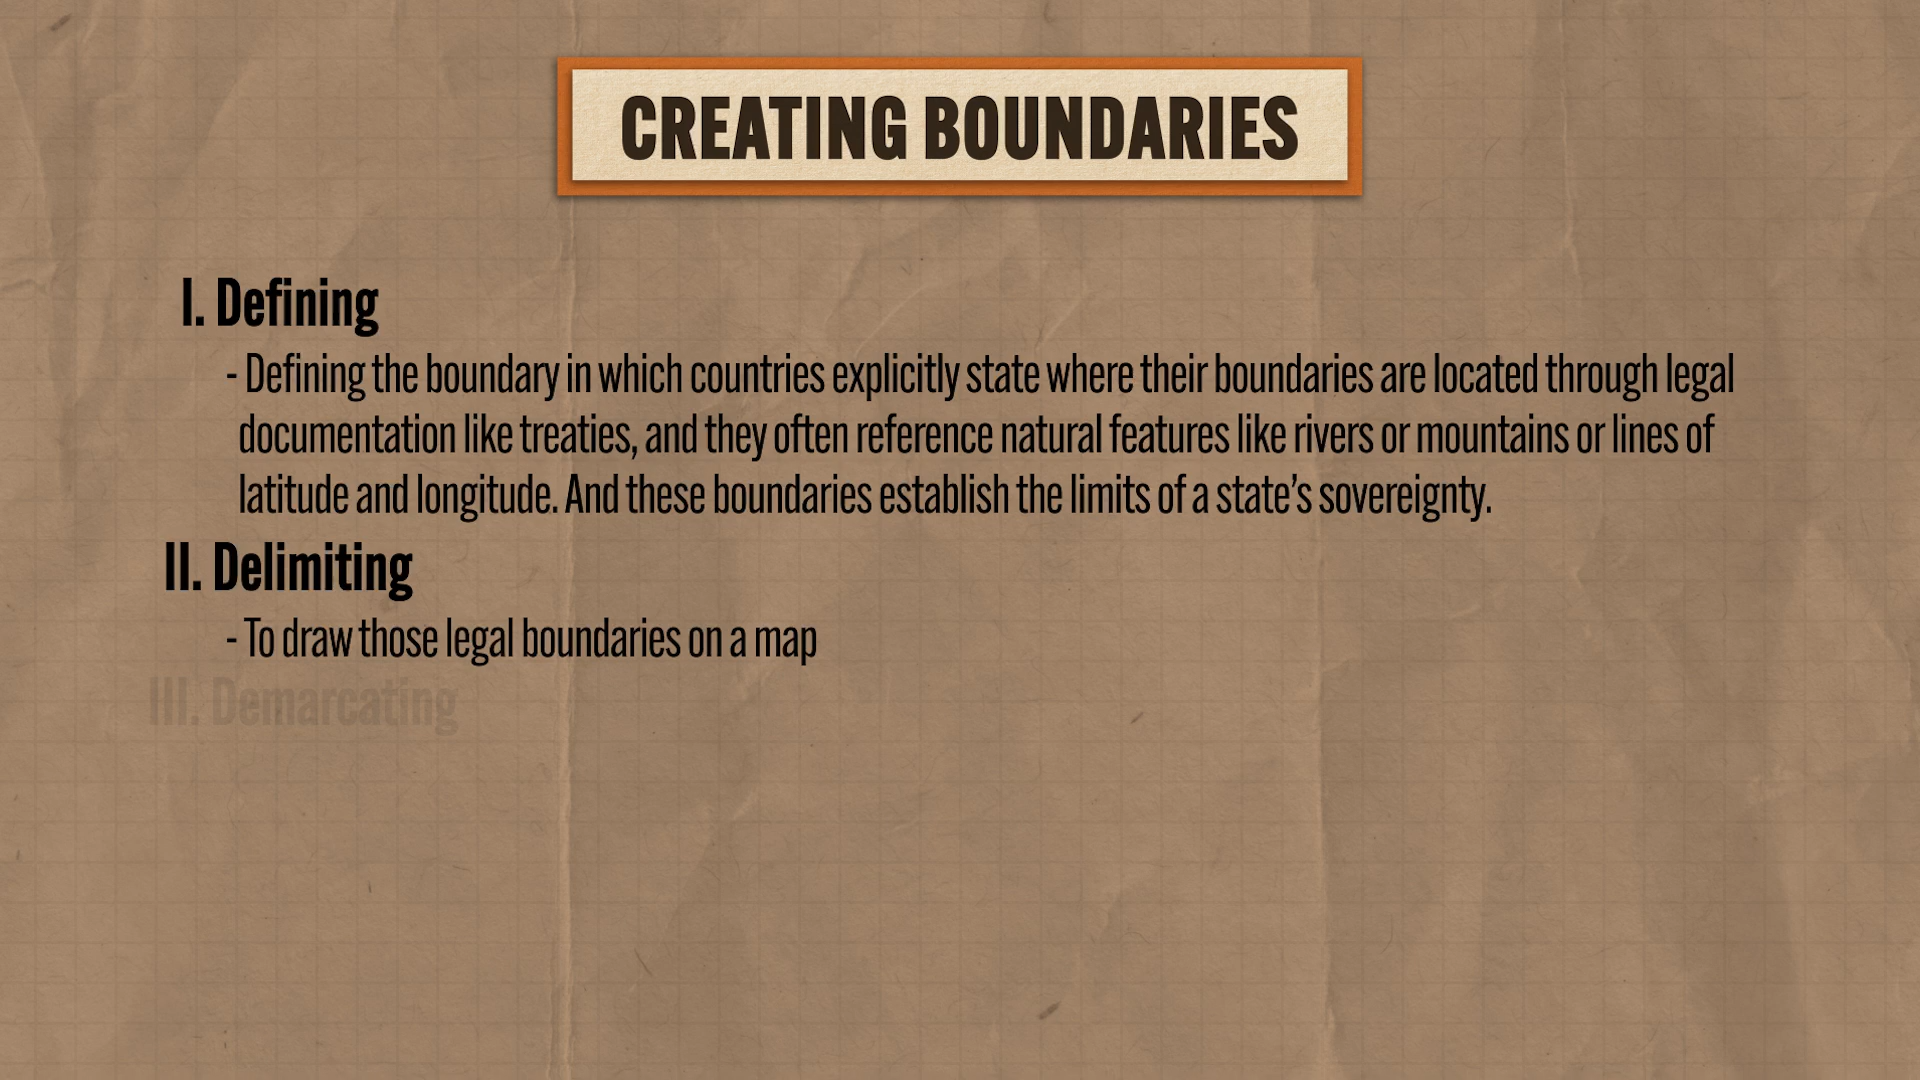 CREATING BOUNDARIES
I. Defining
- Defining the boundary in which countries explicitly state where their boundaries are located through legal
documentation like treaties, and they often reference natural features like rivers or mountains or lines of
latitude and longitude. And these boundaries establish the limits of a state’s sovereignty.
II. Delimiting
- To draw those legal boundaries on a map
III. Demarcating